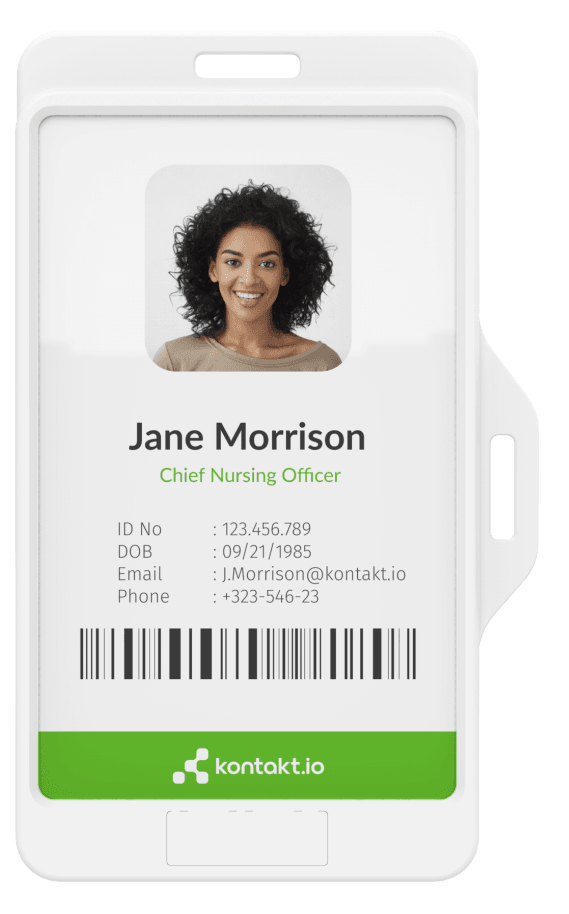 Jane Morrison
Chief Nursing Officer
ID No : 123.456.789
DOB : 09/21/1985
Email : J.Morrison@kontakt.io
Phone : +323-546-23
kontakt.io